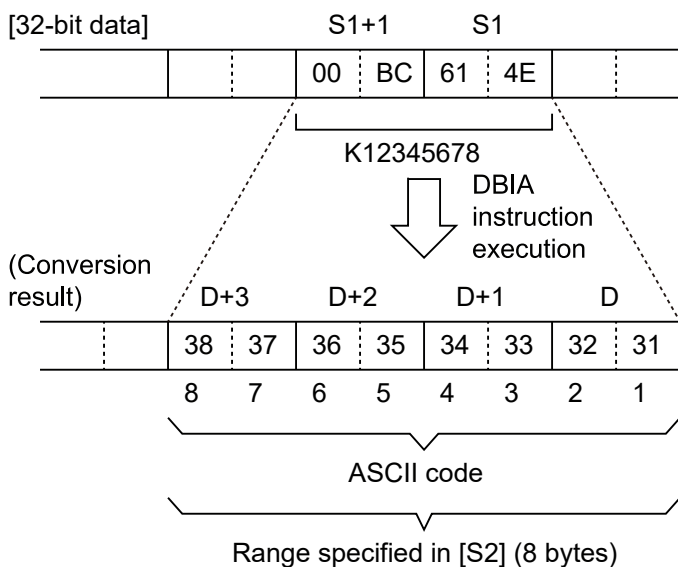 [32-bit data] S1+1 S1
00 BC 61 4E
K12345678
DBIA
instruction
execution
(Conversion
result) D+3 D+2 D+1 D
38 37 36 35 34 33 32 31
8 7 6 5 4 3 2 1
ASCII code
Range specified in [S2] (8 bytes)